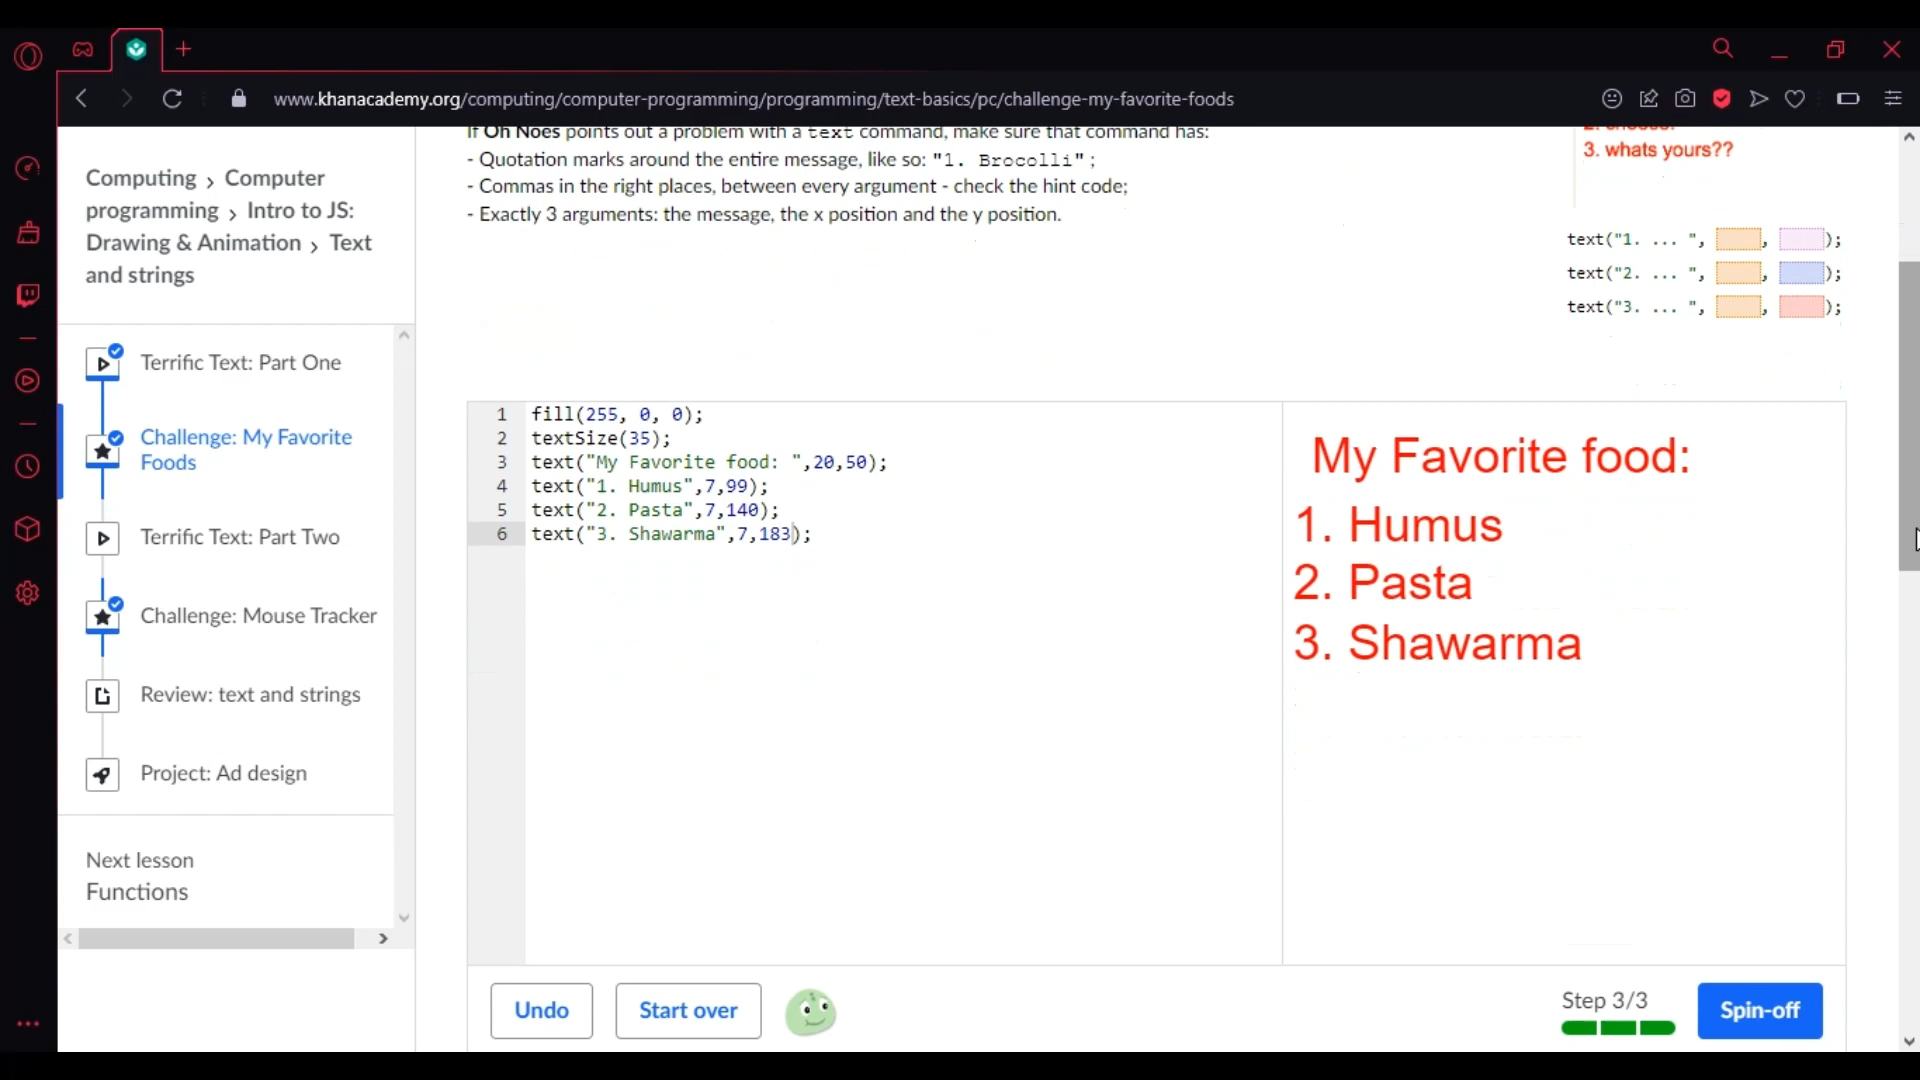 www.khanacademy.org/computing/computer-programming/programming/text-basics/pc/challenge-my-favorite-foods
Computing > Computer
programming > Intro to JS:
Drawing & Animation > Text
and strings
Terrific Text: Part One
Challenge: My Favorite
Foods
Terrific Text: Part Two
Challenge: Mouse Tracker
Review: text and strings
Project: Ad design
Next lesson
Functions
If Oh Noes points out a problem with a text command, make sure that command has:
- Quotation marks around the entire message, like so: "1. Brocolli";
- Commas in the right places, between every argument - check the hint code;
- Exactly 3 arguments: the message, the x position and the y position.
3. whats yours??
text("1. ... ", , );
text("2. ... ", , );
text("3. ... ", , );
1 fill(255, 0, 0);
2 textSize(35);
3 text("My Favorite food: ",20,50);
4 text("1. Humus",7,99);
5 text("2. Pasta",7,140);
6 text("3. Shawarma",7,183);
My Favorite food:
1. Humus
2. Pasta
3. Shawarma
Undo
Start over
Step 3/3
Spin-off